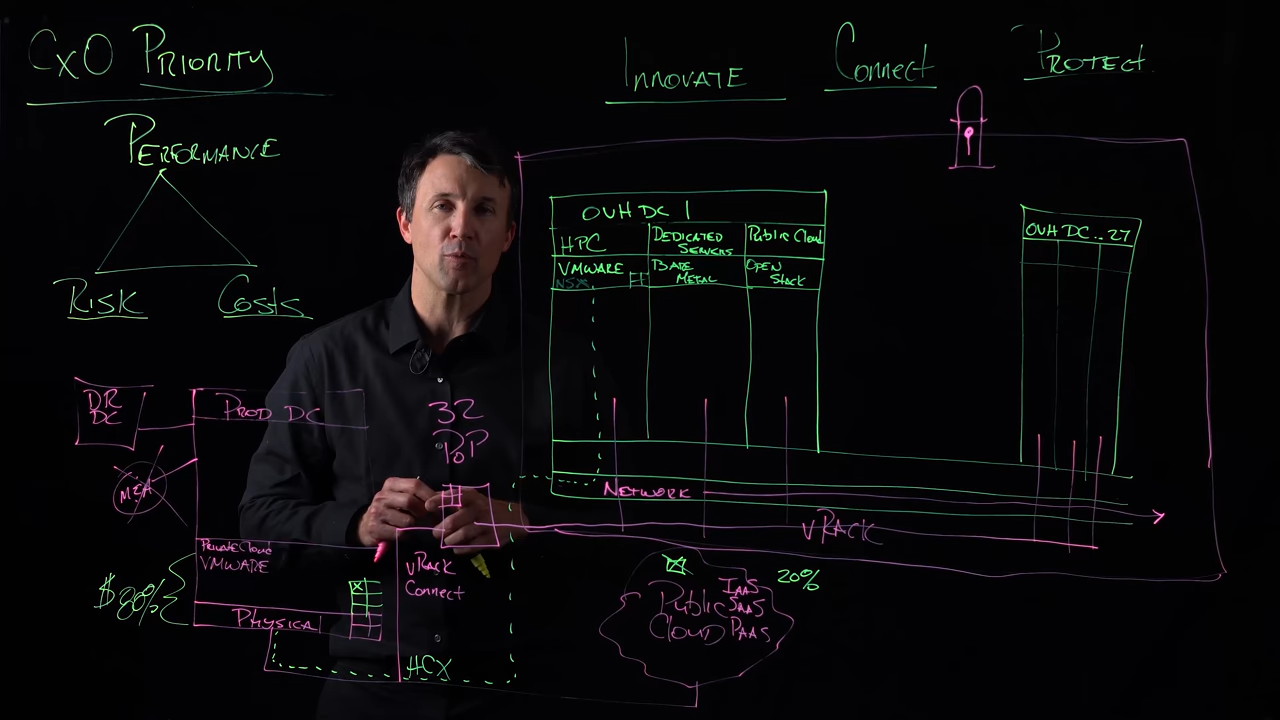 CxO PRIORITY
PERFORMANCE
RISK
COSTS
INNOVATE
CONNECT
PROTECT
OVH DC 1
HPC
DEDICATED
SERVERS
PUBLIC CLOUD
VMWARE
NSX
BARE
METAL
OPEN
STACK
OVH DC .. 27
NETWORK
VRACK
DR
DC
PROD DC
32
PoP
M&A
PRIVATE CLOUD
VMWARE
$ 80%
PHYSICAL
VRACK
CONNECT
HCX
PUBLIC
CLOUD
IAAS
SAAS
PAAS
20%